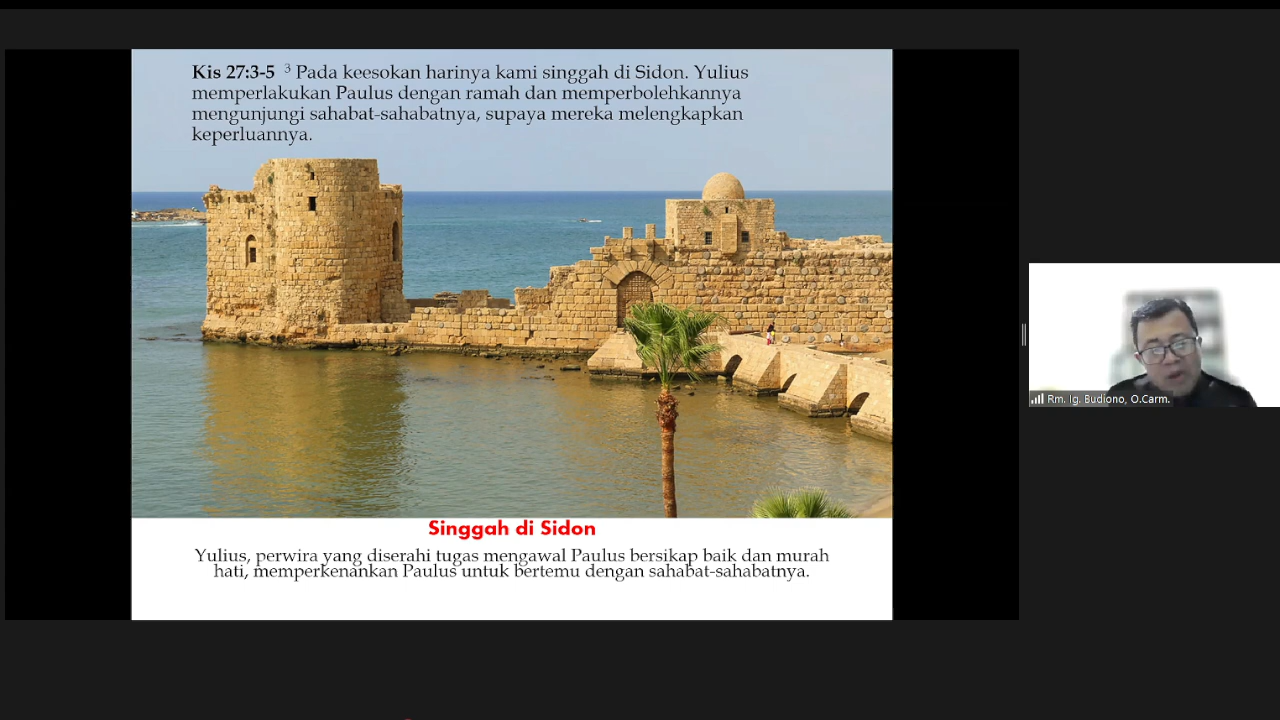 Kis 27:3-5 ³ Pada keesokan harinya kami singgah di Sidon. Yulius
memperlakukan Paulus dengan ramah dan memperbolehkannya
mengunjungi sahabat-sahabatnya, supaya mereka melengkapkan
keperluannya.
Singgah di Sidon
Yulius, perwira yang diserahi tugas mengawal Paulus bersikap baik dan murah
hati, memperkenankan Paulus untuk bertemu dengan sahabat-sahabatnya.
Rm. Ig. Budiono, O.Carm.